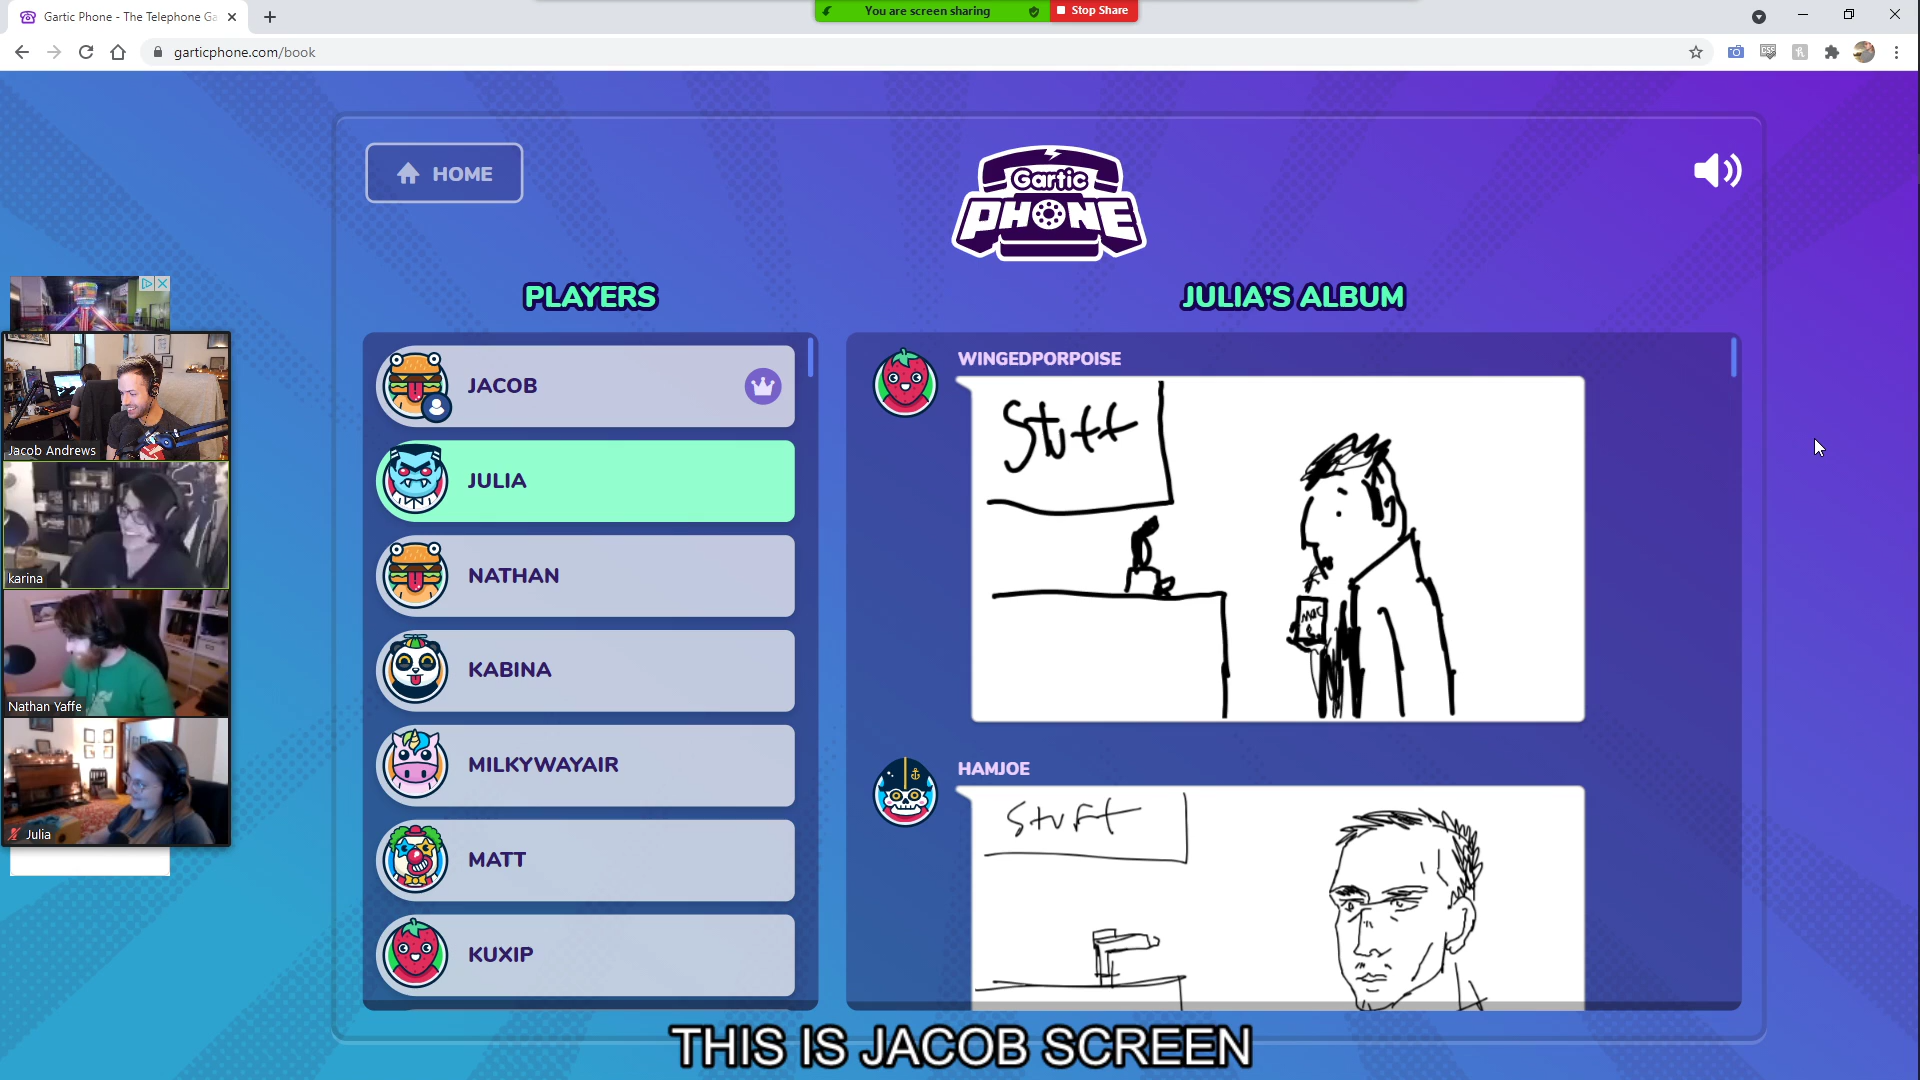 Gartic Phone - The Telephone Ga
You are screen sharing
Stop Share
garticphone.com/book
HOME
Gartic
PHONE
PLAYERS
JULIA'S ALBUM
JACOB
JULIA
NATHAN
KABINA
MILKYWAYAIR
MATT
KUXIP
WINGEDPORPOISE
Stuff
HAMJOE
Stuff
Jacob Andrews
karina
Nathan Yaffe
Julia
THIS IS JACOB SCREEN